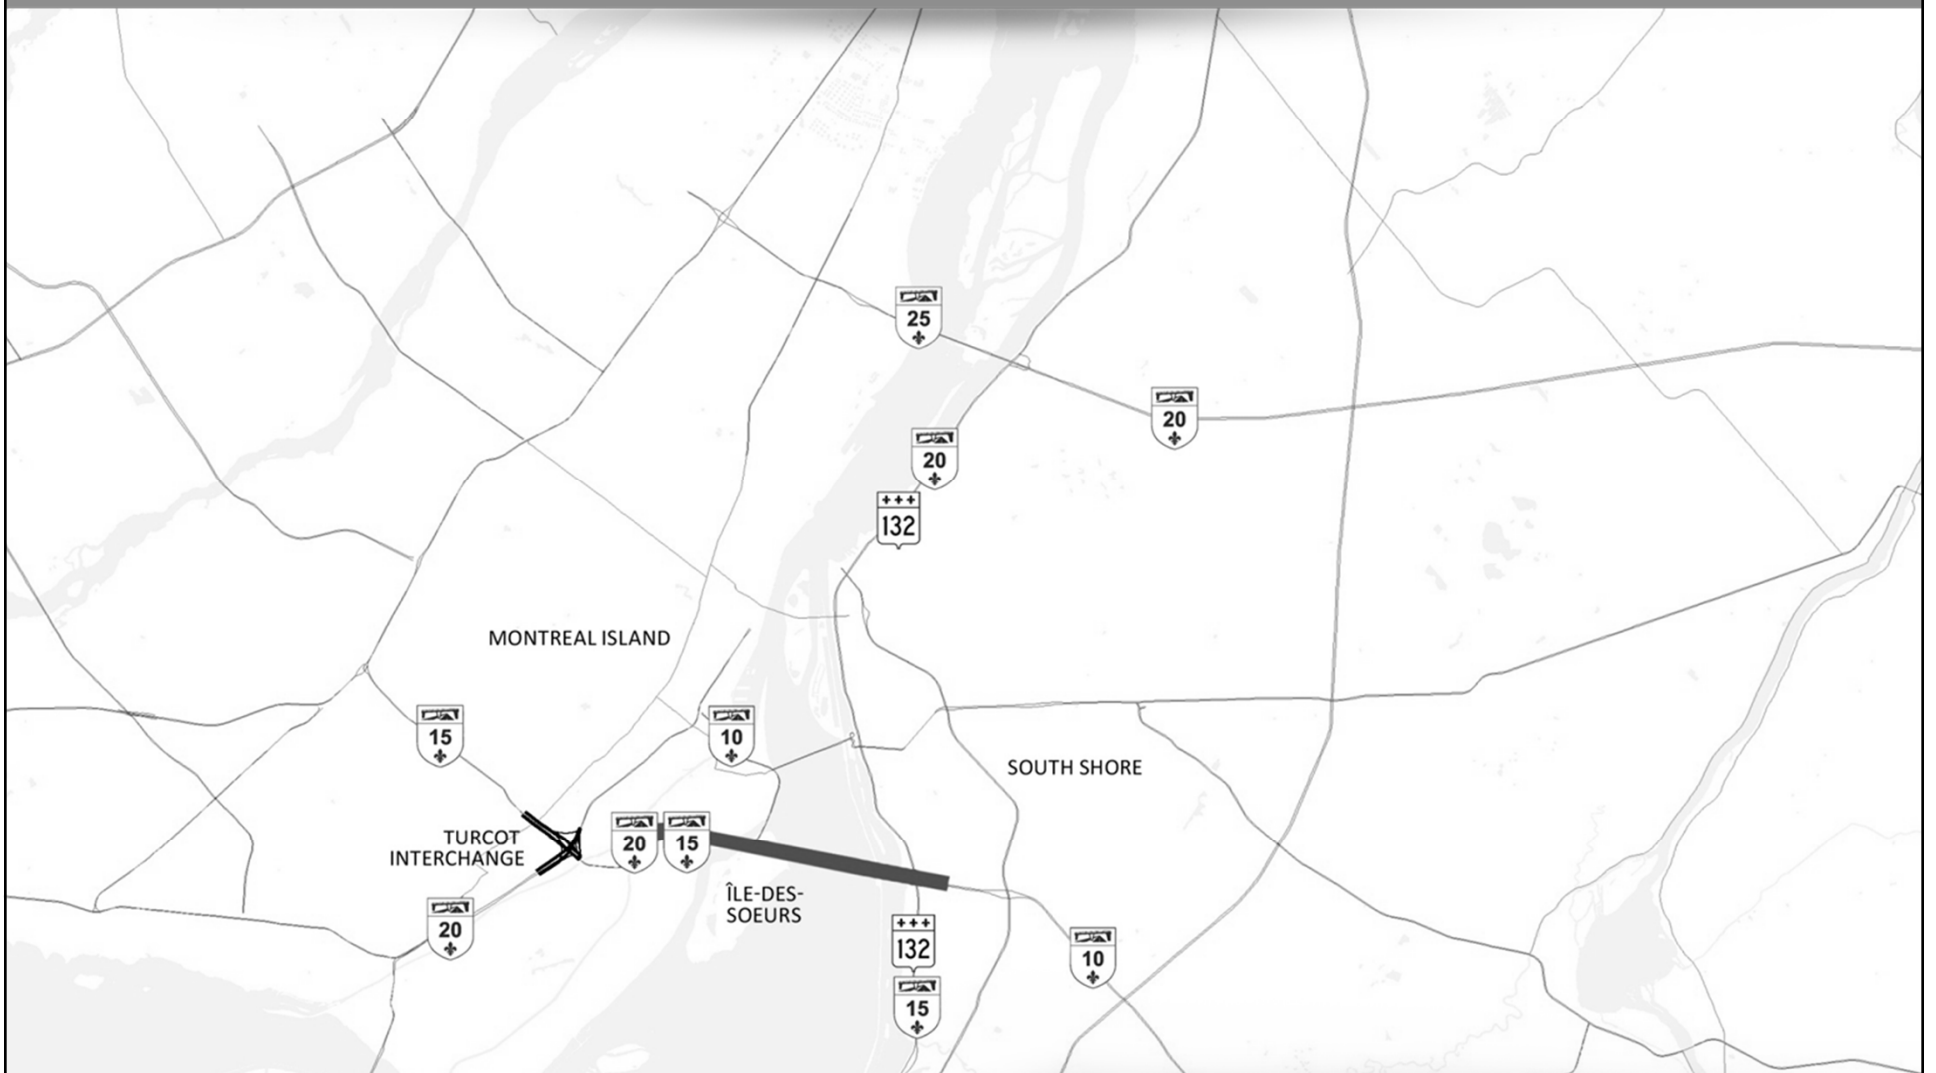 25
20
20
132
MONTREAL ISLAND
15
10
SOUTH SHORE
TURCOT
INTERCHANGE
20
15
ÎLE-DES-
SOEURS
20
132
10
15